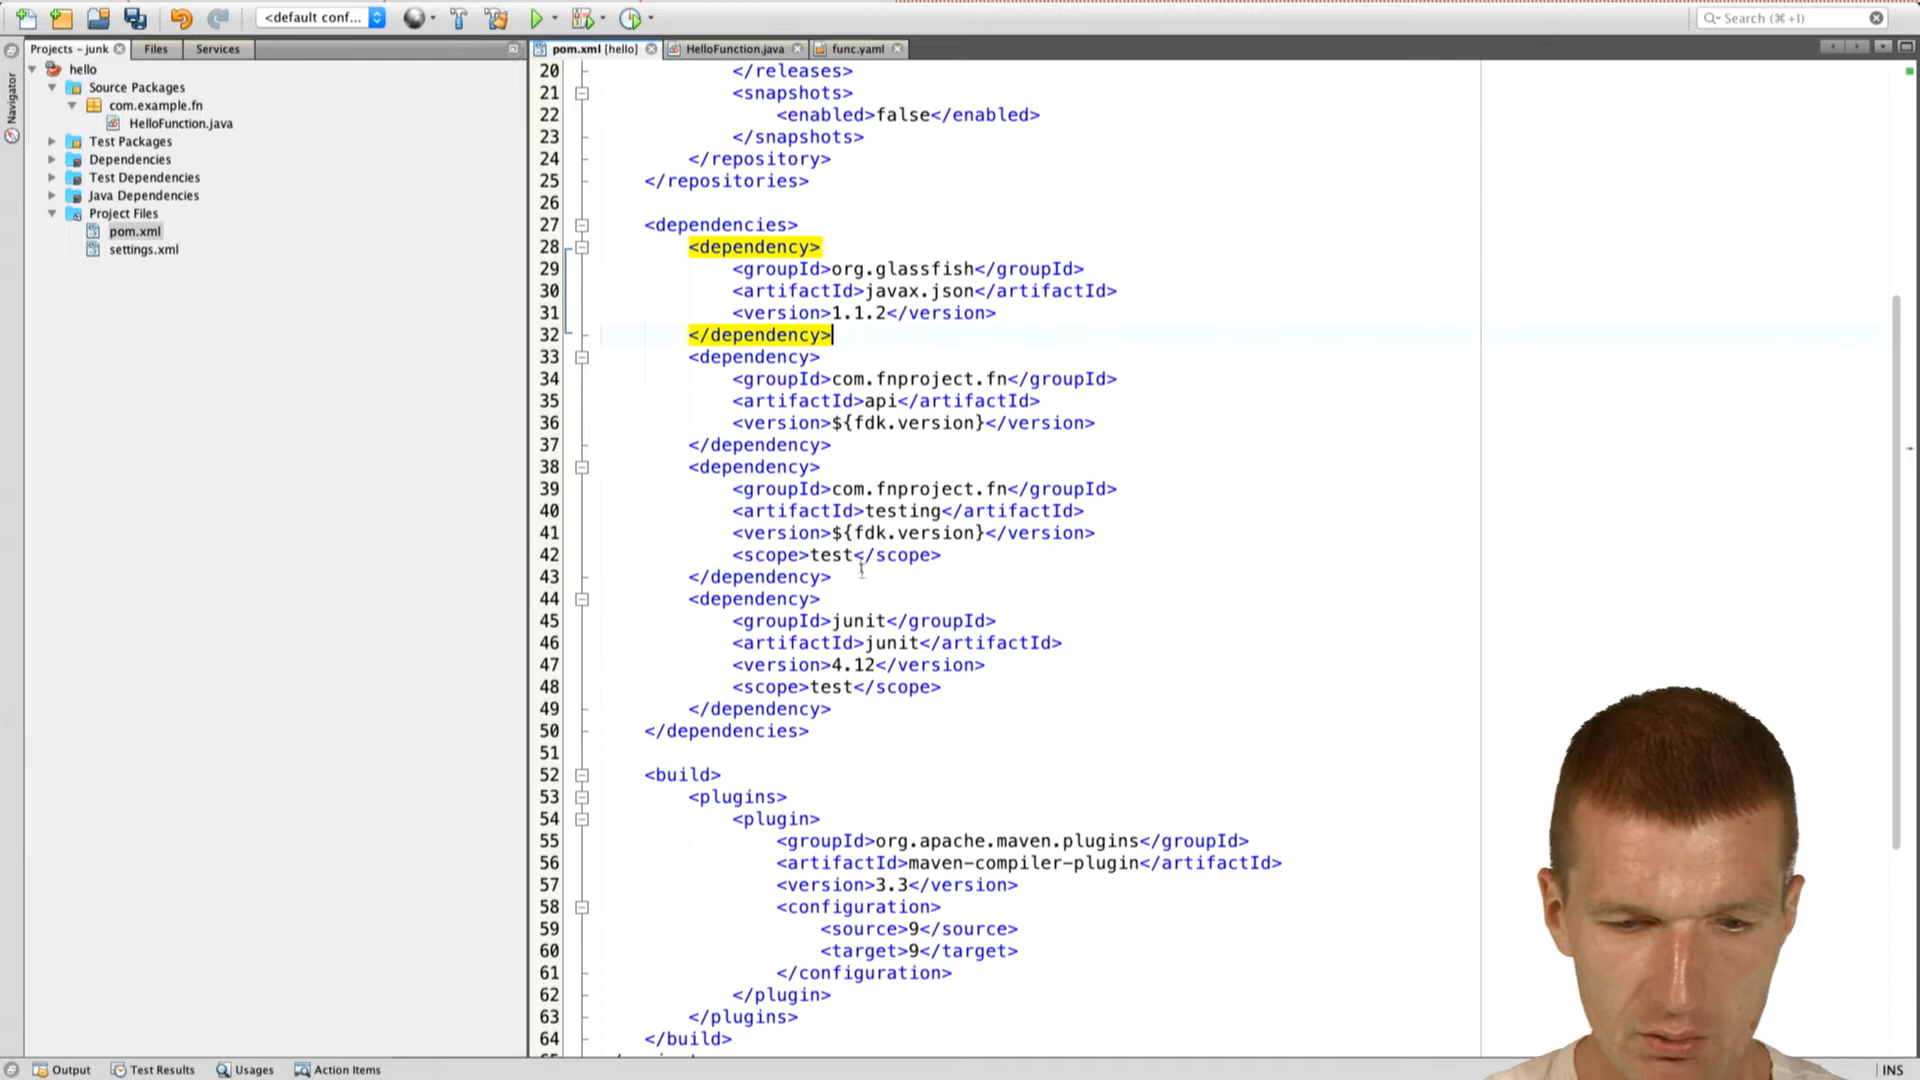 <default conf...
Search (⌘+I)
Projects – junk
Files
Services
pom.xml [hello]
HelloFunction.java
func.yaml
Navigator
hello
Source Packages
com.example.fn
HelloFunction.java
Test Packages
Dependencies
Test Dependencies
Java Dependencies
Project Files
pom.xml
settings.xml
20 </releases>
21 <snapshots>
22 <enabled>false</enabled>
23 </snapshots>
24 </repository>
25 </repositories>
26
27 <dependencies>
28 <dependency>
29 <groupId>org.glassfish</groupId>
30 <artifactId>javax.json</artifactId>
31 <version>1.1.2</version>
32 </dependency>
33 <dependency>
34 <groupId>com.fnproject.fn</groupId>
35 <artifactId>api</artifactId>
36 <version>${fdk.version}</version>
37 </dependency>
38 <dependency>
39 <groupId>com.fnproject.fn</groupId>
40 <artifactId>testing</artifactId>
41 <version>${fdk.version}</version>
42 <scope>test</scope>
43 </dependency>
44 <dependency>
45 <groupId>junit</groupId>
46 <artifactId>junit</artifactId>
47 <version>4.12</version>
48 <scope>test</scope>
49 </dependency>
50 </dependencies>
51
52 <build>
53 <plugins>
54 <plugin>
55 <groupId>org.apache.maven.plugins</groupId>
56 <artifactId>maven-compiler-plugin</artifactId>
57 <version>3.3</version>
58 <configuration>
59 <source>9</source>
60 <target>9</target>
61 </configuration>
62 </plugin>
63 </plugins>
64 </build>
Output
Test Results
Usages
Action Items
INS